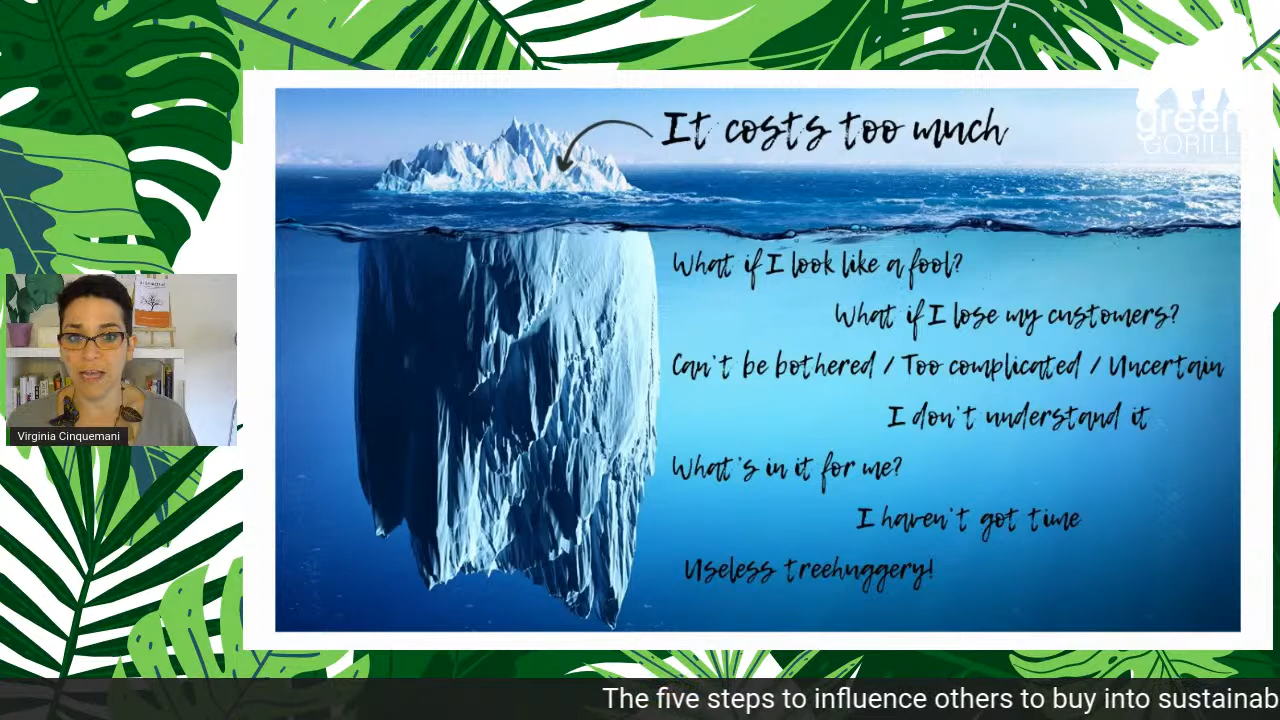 It costs too much
green
GORILL
What if I look like a fool?
What if I lose my customers?
Can't be bothered / Too complicated / Uncertain
I don't understand it
What's in it for me?
I haven't got time
Useless treehuggery!
Virginia Cinquemani
The five steps to influence others to buy into sustainab